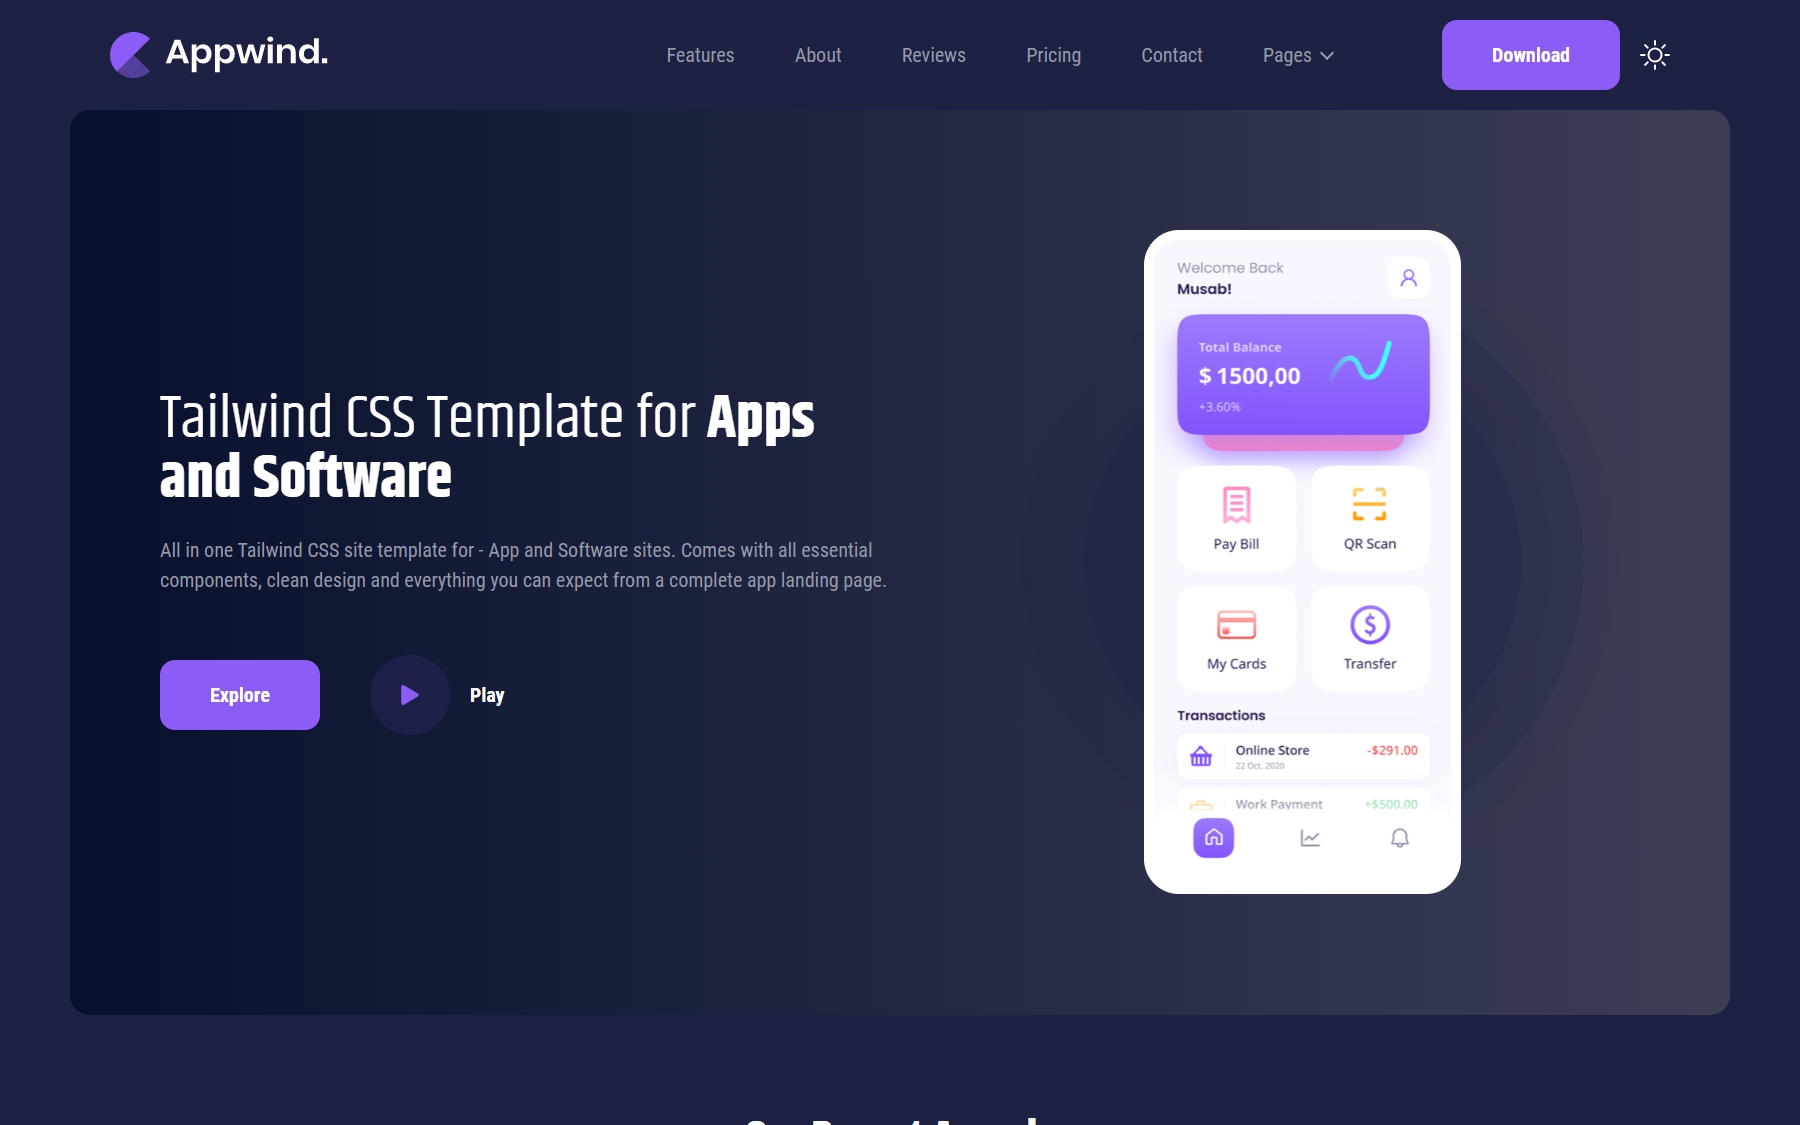 Appwind.
Features
About
Reviews
Pricing
Contact
Pages
Download
Tailwind CSS Template for Apps
and Software
All in one Tailwind CSS site template for - App and Software sites. Comes with all essential
components, clean design and everything you can expect from a complete app landing page.
Explore
Play
Welcome Back
Musab!
Total Balance
$ 1500,00
+3.60%
Pay Bill
QR Scan
My Cards
Transfer
Transactions
Online Store
-$291.00
22 Oct, 2020
Work Payment
+$500.00